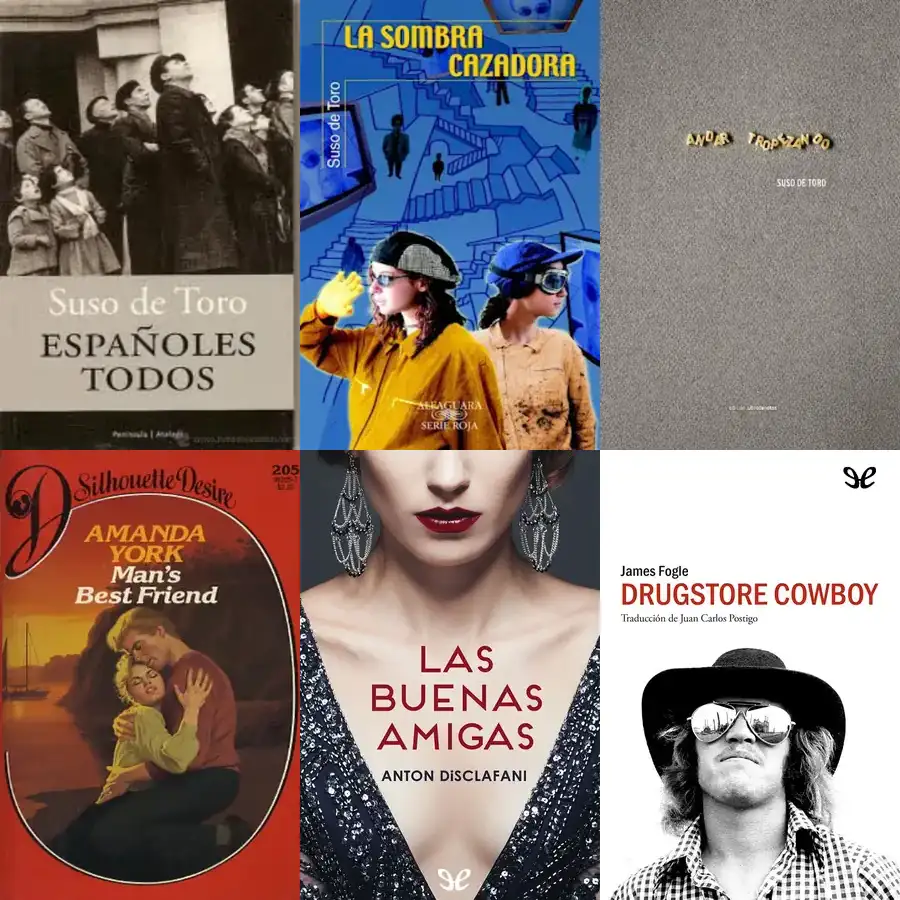 Suso de Toro
ESPAÑOLES
TODOS
Península | Atalaya
LA SOMBRA
CAZADORA
Suso de Toro
ALFAGUARA
SERIE ROJA
ANDAR TROPEZANDO
SUSO DE TORO
D Silhouette Desire
205
AMANDA
YORK
Man's
Best Friend
LAS
BUENAS
AMIGAS
ANTON DiSCLAFANI
James Fogle
DRUGSTORE COWBOY
Traducción de Juan Carlos Postigo